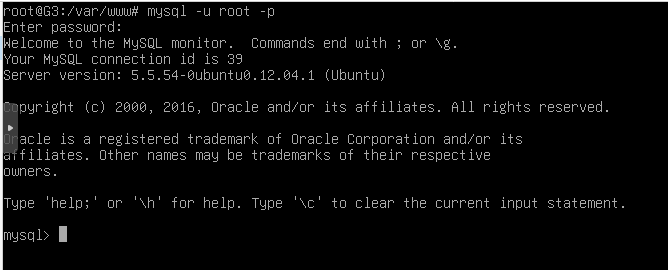 root@G3:/var/www# mysql -u root -p
Enter password:
Welcome to the MySQL monitor.  Commands end with ; or \g.
Your MySQL connection id is 39
Server version: 5.5.54-0ubuntu0.12.04.1 (Ubuntu)
Copyright (c) 2000, 2016, Oracle and/or its affiliates. All rights reserved.
Oracle is a registered trademark of Oracle Corporation and/or its
affiliates. Other names may be trademarks of their respective
owners.
Type 'help;' or '\h' for help. Type '\c' to clear the current input statement.
mysql>